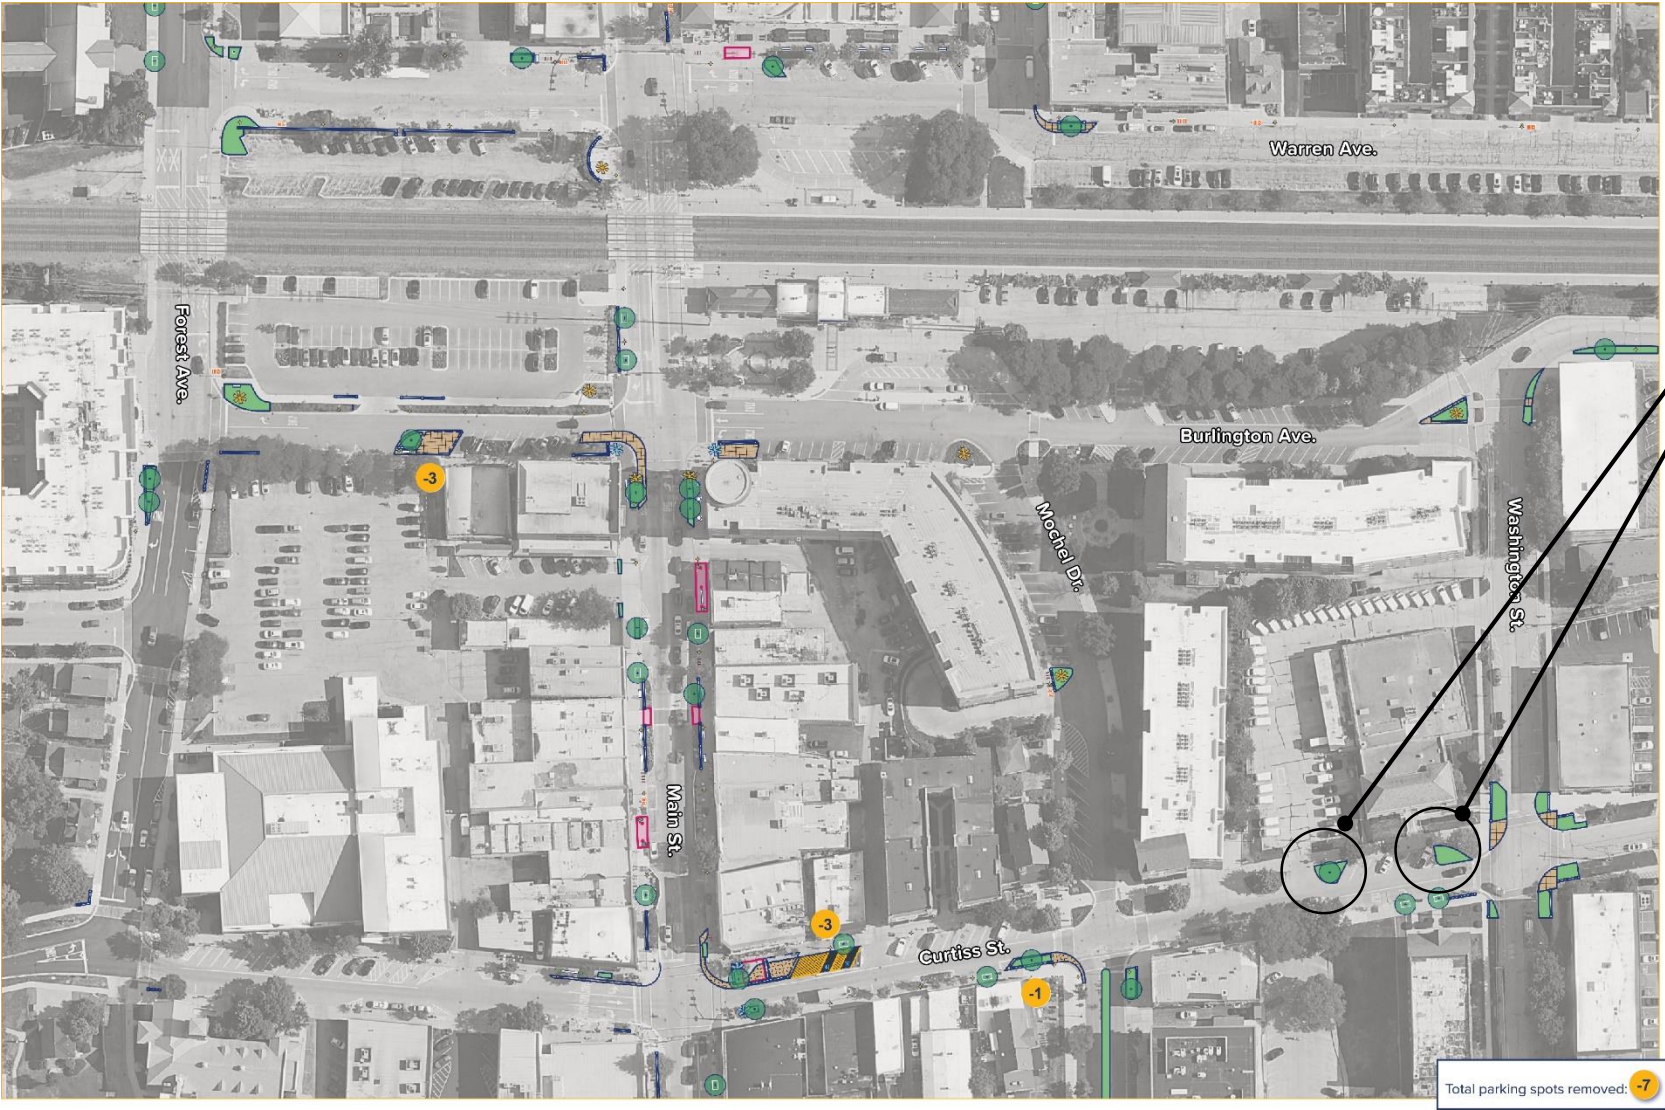 Warren Ave.
Forest Ave.
Burlington Ave.
-3
Washington St.
Mochel Dr.
Main St.
-3
Curtiss St.
-1
Total parking spots removed: -7